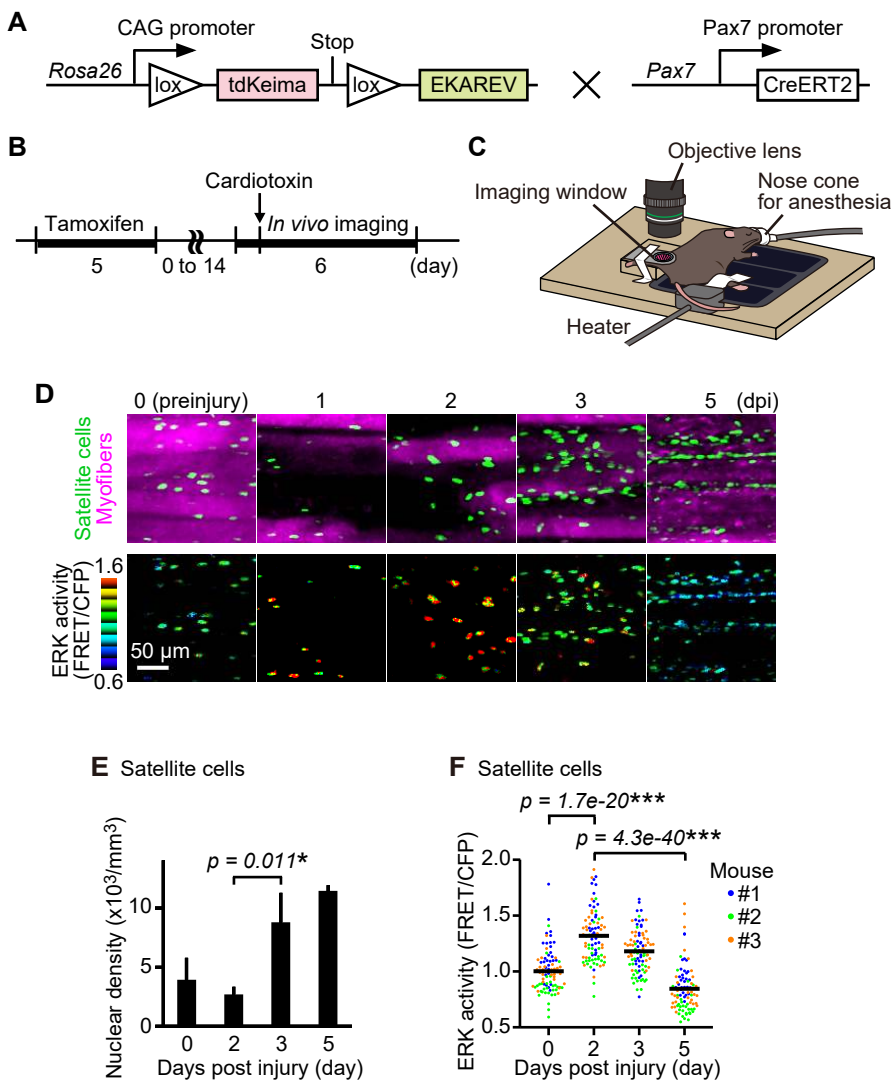 A
CAG promoter
Stop
Pax7 promoter
Rosa26
lox
tdKeima
lox
EKAREV
Pax7
CreERT2
B
Cardiotoxin
Tamoxifen
In vivo imaging
5
0 to 14
6
(day)
C
Objective lens
Imaging window
Nose cone
for anesthesia
Heater
D
0 (preinjury)
1
2
3
5
(dpi)
Satellite cells
Myofibers
ERK activity
(FRET/CFP)
1.6
0.6
50 µm
E Satellite cells
Nuclear density (x10³/mm³)
p = 0.011*
10
5
0
0 2 3 5
Days post injury (day)
F Satellite cells
p = 1.7e-20***
p = 4.3e-40***
ERK activity (FRET/CFP)
2.0
1.5
1.0
0.5
Mouse
#1
#2
#3
0 2 3 5
Days post injury (day)